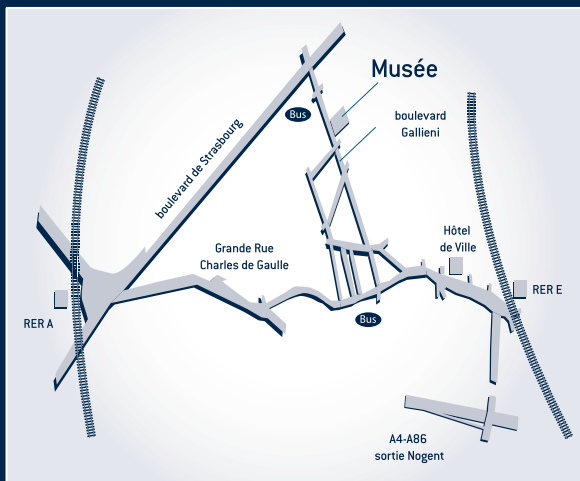 Musée
Bus
boulevard
Gallieni
boulevard de Strasbourg
Hôtel
de Ville
Grande Rue
Charles de Gaulle
RER E
RER A
Bus
A4-A86
sortie Nogent